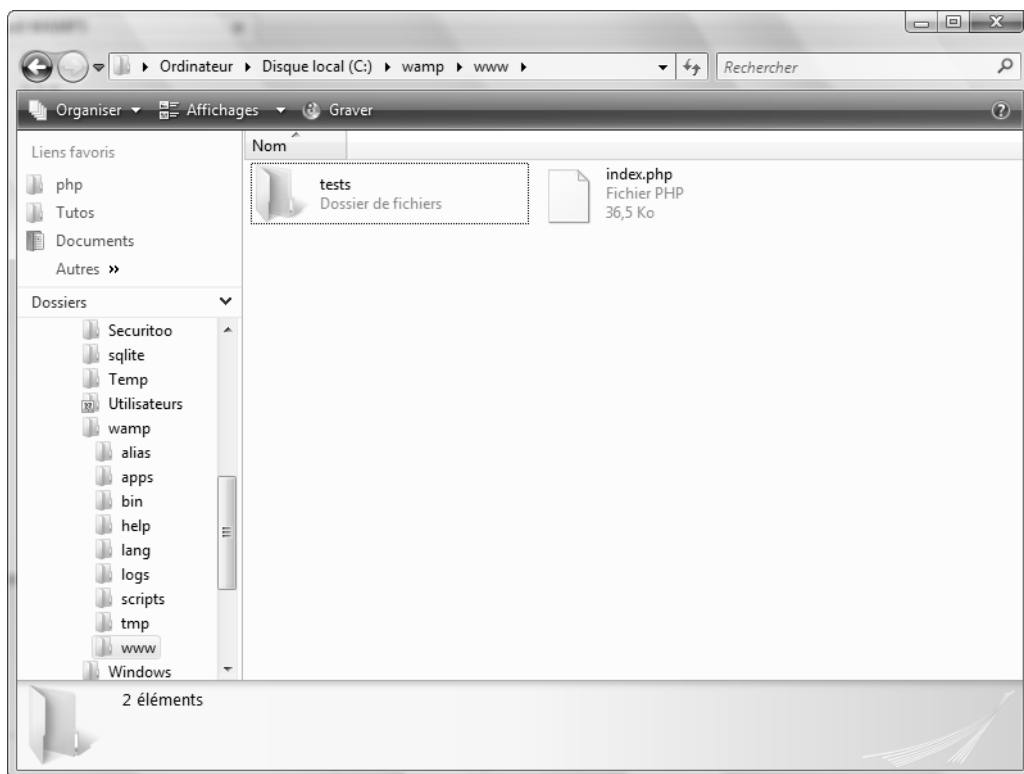 Ordinateur Disque local (C:) wamp www Rechercher
Organiser Affichages Graver
Liens favoris
php
Tutos
Documents
Autres »
Dossiers
Securitoo
sqlite
Temp
Utilisateurs
wamp
alias
apps
bin
help
lang
logs
scripts
tmp
www
Windows
Nom
tests
Dossier de fichiers
index.php
Fichier PHP
36,5 Ko
2 éléments